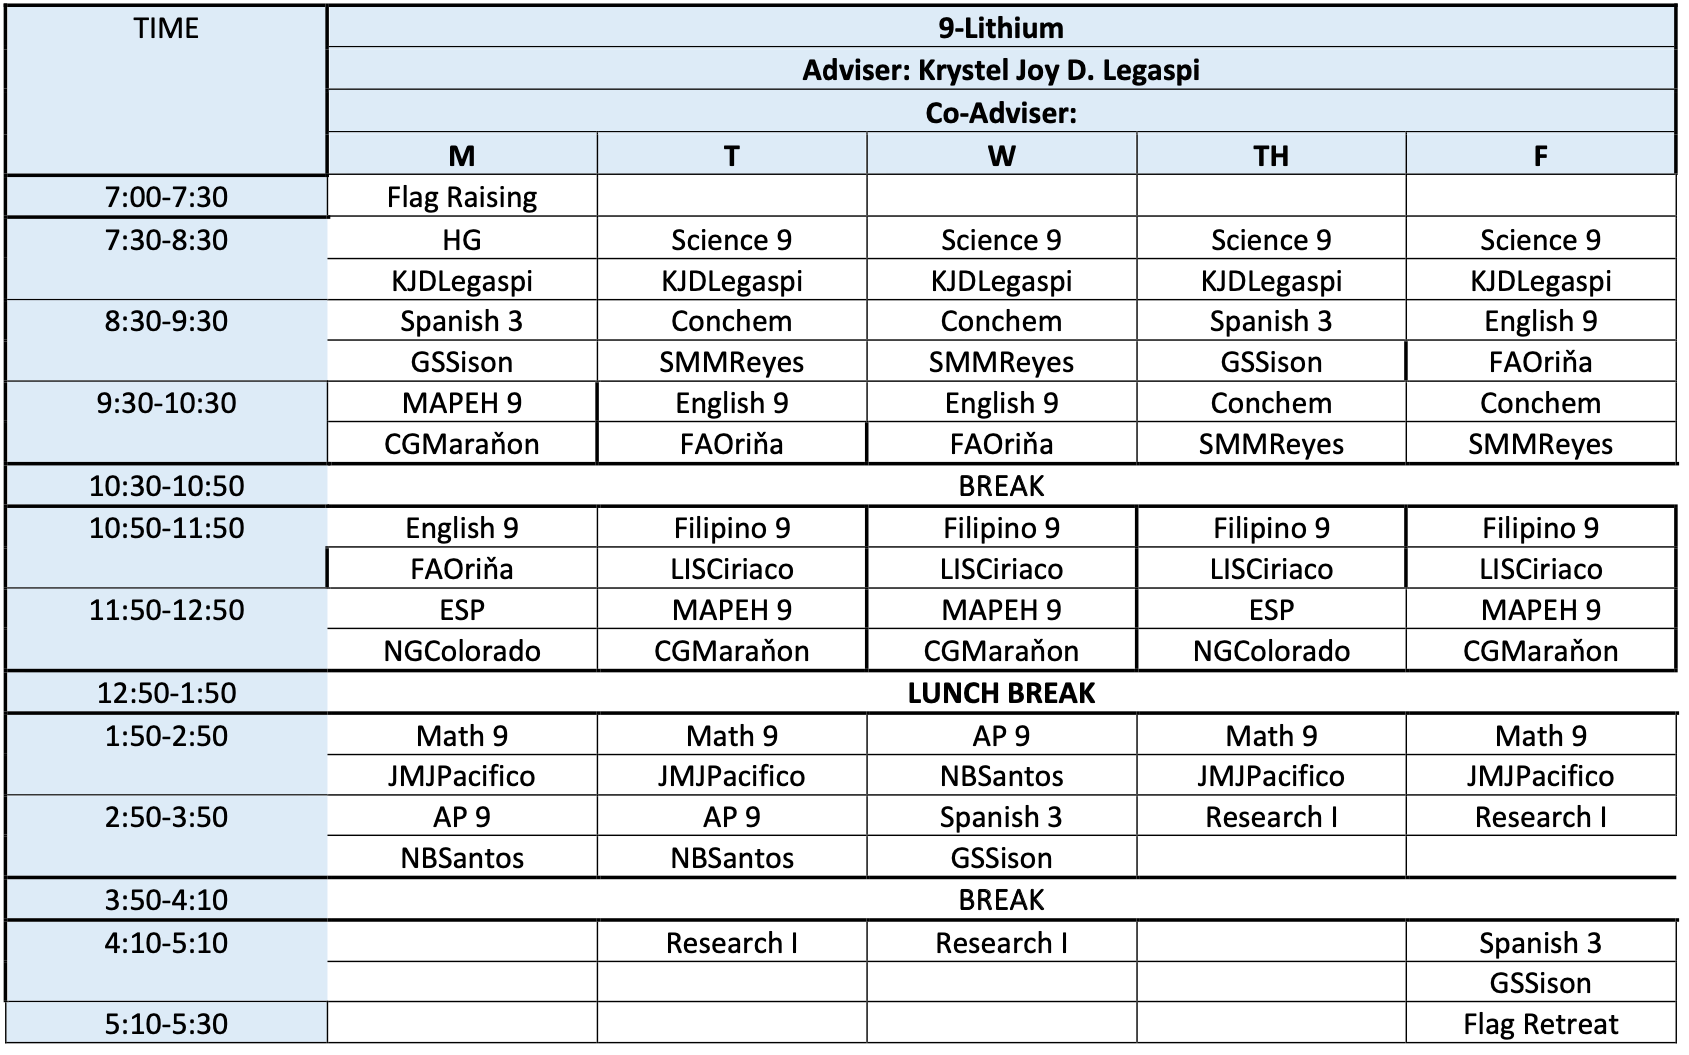 TIME
9-Lithium
Adviser: Krystel Joy D. Legaspi
Co-Adviser:
M T W TH F
7:00-7:30 Flag Raising
7:30-8:30 HG Science 9 Science 9 Science 9 Science 9
KJDLegaspi KJDLegaspi KJDLegaspi KJDLegaspi KJDLegaspi
8:30-9:30 Spanish 3 Conchem Conchem Spanish 3 English 9
GSSison SMMReyes SMMReyes GSSison FAOriňa
9:30-10:30 MAPEH 9 English 9 English 9 Conchem Conchem
CGMaraňon FAOriňa FAOriňa SMMReyes SMMReyes
10:30-10:50 BREAK
10:50-11:50 English 9 Filipino 9 Filipino 9 Filipino 9 Filipino 9
FAOriňa LISCiriaco LISCiriaco LISCiriaco LISCiriaco
11:50-12:50 ESP MAPEH 9 MAPEH 9 ESP MAPEH 9
NGColorado CGMaraňon CGMaraňon NGColorado CGMaraňon
12:50-1:50 LUNCH BREAK
1:50-2:50 Math 9 Math 9 AP 9 Math 9 Math 9
JMJPacifico JMJPacifico NBSantos JMJPacifico JMJPacifico
2:50-3:50 AP 9 AP 9 Spanish 3 Research I Research I
NBSantos NBSantos GSSison
3:50-4:10 BREAK
4:10-5:10 Research I Research I Spanish 3
GSSison
5:10-5:30 Flag Retreat